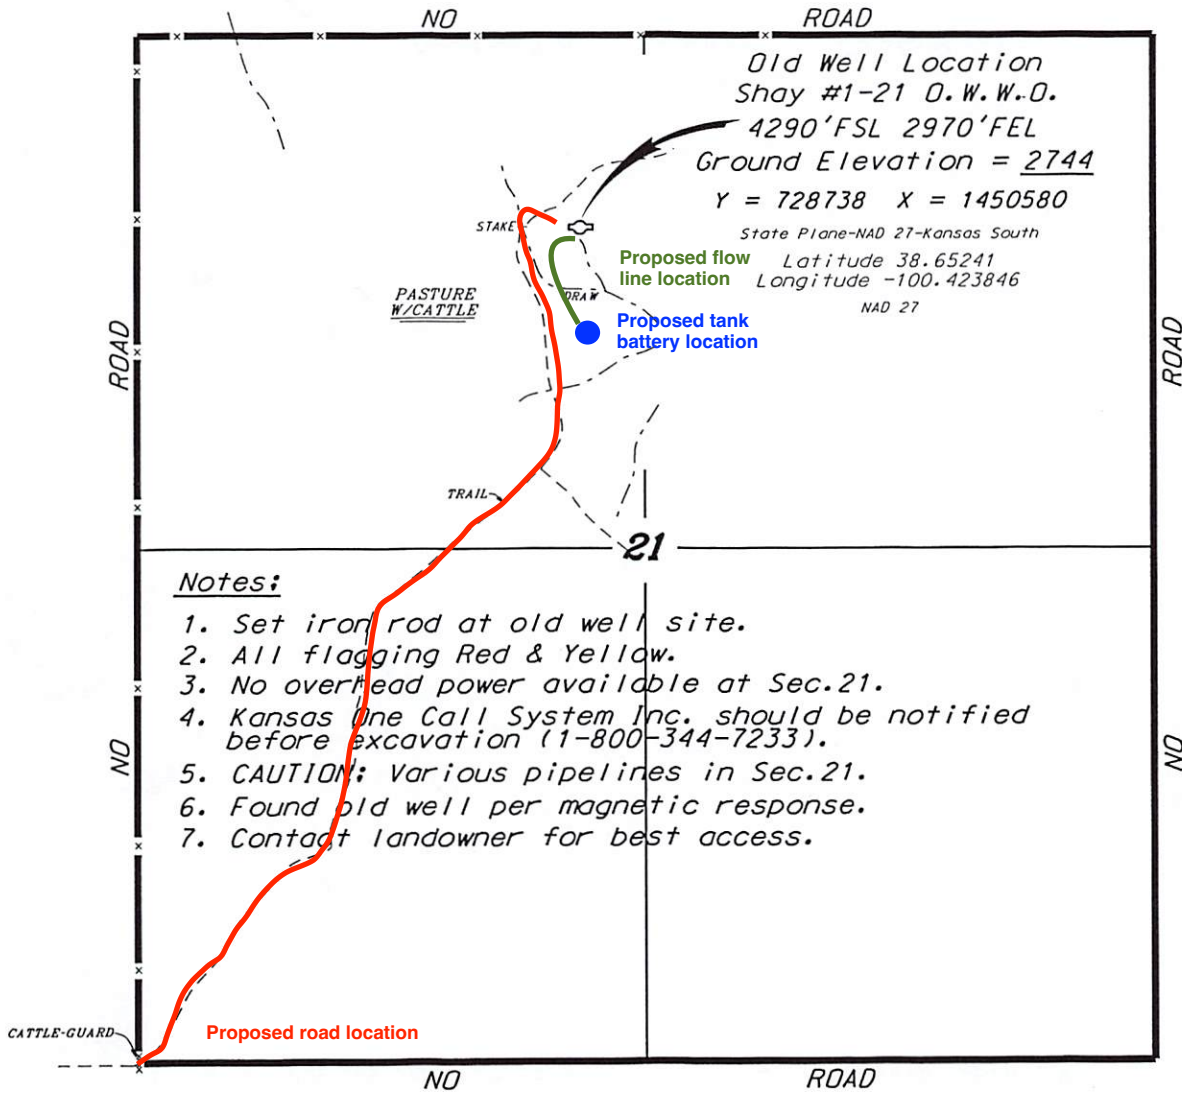 NO ROAD
Old Well Location
Shay #1-21 O.W.W.O.
4290'FSL 2970'FEL
Ground Elevation = 2744
Y = 728738 X = 1450580
State Plane-NAD 27-Kansas South
Latitude 38.65241
Longitude -100.423846
NAD 27
STAKE
Proposed flow
line location
PASTURE
W/CATTLE
DRAW
Proposed tank
battery location
ROAD
ROAD
TRAIL
21
Notes:
1. Set iron rod at old well site.
2. All flagging Red & Yellow.
3. No overhead power available at Sec.21.
4. Kansas One Call System Inc. should be notified
before excavation (1-800-344-7233).
5. CAUTION: Various pipelines in Sec.21.
6. Found old well per magnetic response.
7. Contact landowner for best access.
NO
NO
CATTLE-GUARD
Proposed road location
NO ROAD